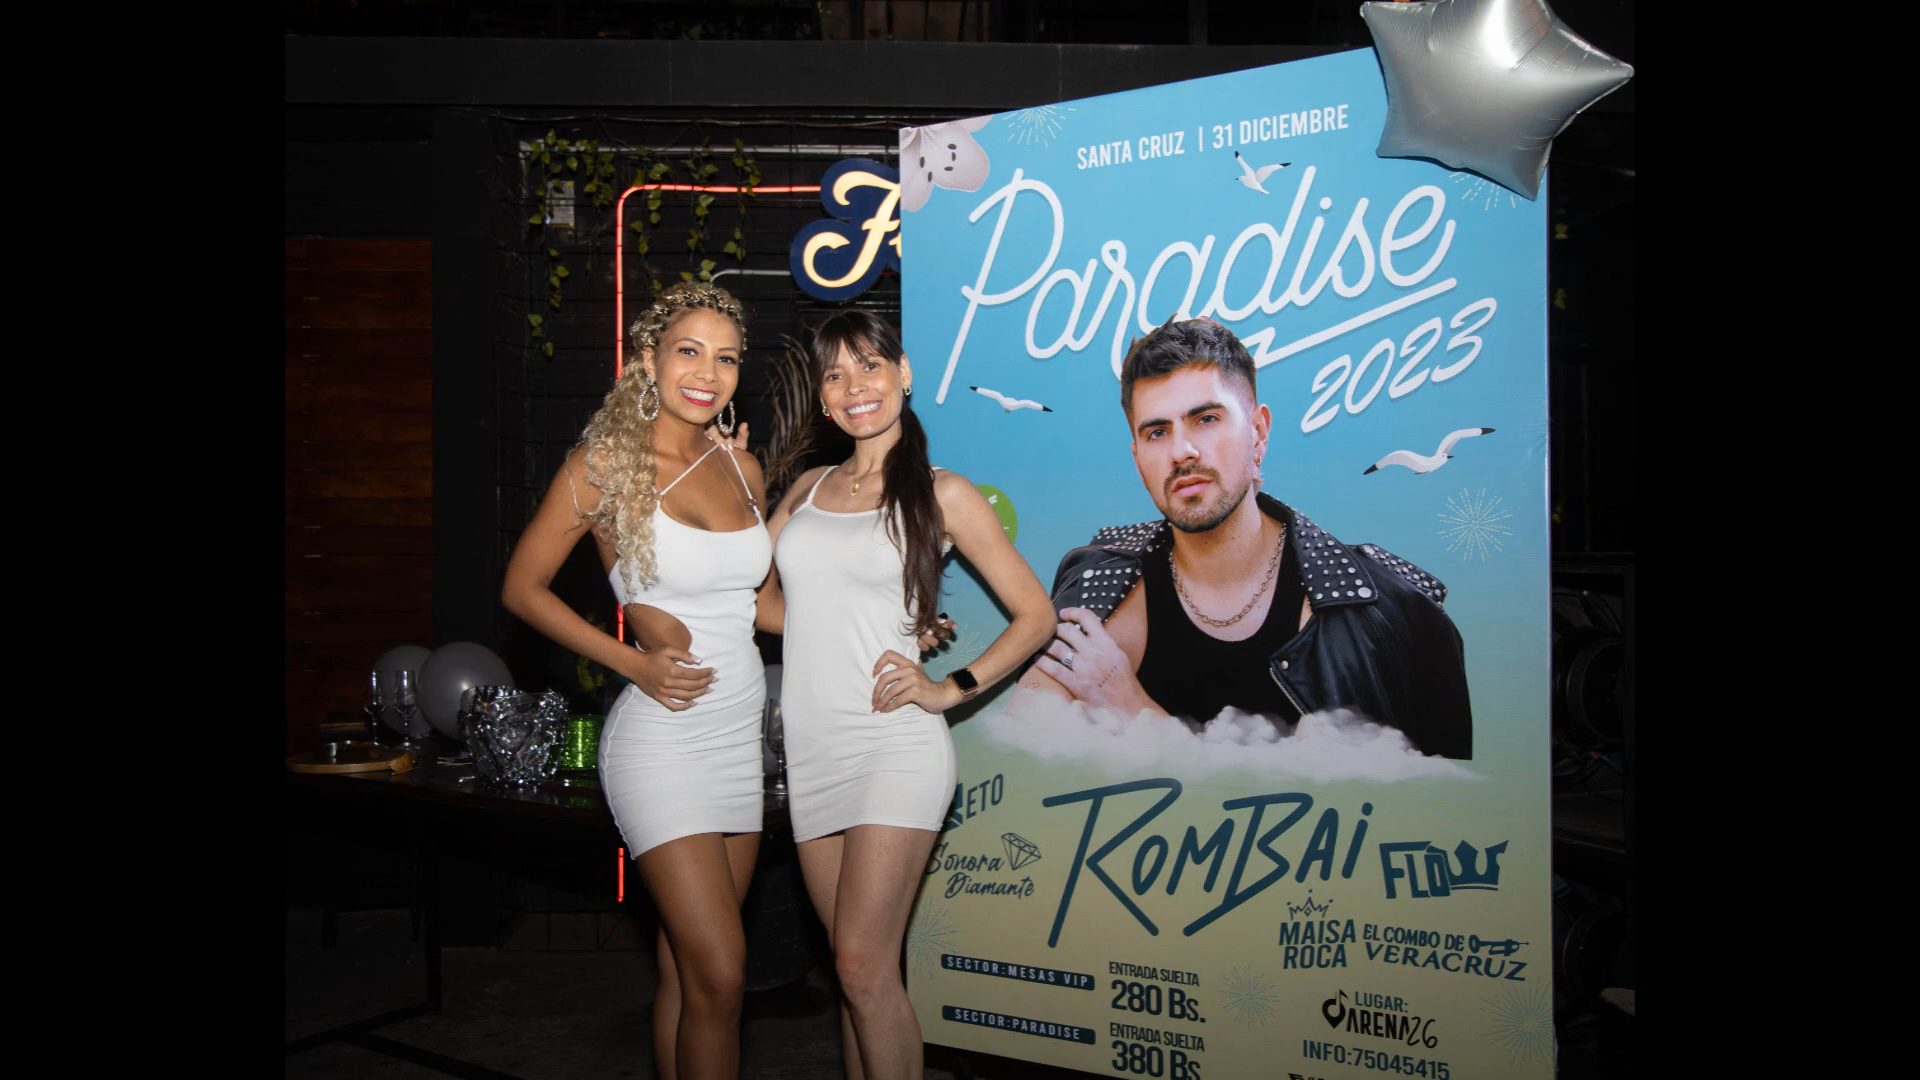 SANTA CRUZ | 31 DICIEMBRE
Paradise
2023
ETO
Sonora
Diamante
ROMBAI
FLOW
MAISA
ROCA
EL COMBO DE
VERACRUZ
SECTOR:MESAS VIP
ENTRADA SUELTA
280 Bs.
SECTOR:PARADISE
ENTRADA SUELTA
380 Bs
LUGAR:
ARENA26
INFO:75045415